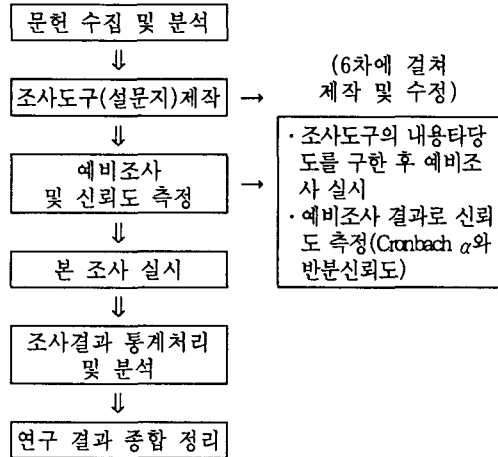 문헌 수집 및 분석
⇓
조사도구(설문지)제작 →
(6차에 걸쳐
제작 및 수정)
⇓
예비조사
및 신뢰도 측정 →
· 조사도구의 내용타당
도를 구한 후 예비조
사 실시
· 예비조사 결과로 신뢰
도 측정(Cronbach α와
반분신뢰도)
⇓
본 조사 실시
⇓
조사결과 통계처리
및 분석
⇓
연구 결과 종합 정리